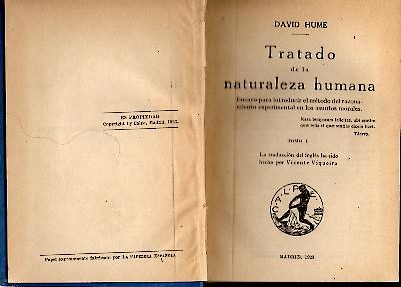 ES PROPIEDAD
Copyright by Calpe, Madrid, 1923.
Papel expresamente fabricado por LA PAPELERA ESPAÑOLA
DAVID HUME
Tratado
de la
naturaleza humana
Ensayo para introducir el método del razona-
miento experimental en los asuntos morales.
Rara temporum felicitas, ubi sentire
quae velis et quae sentias dicere licet.
TÁCITO.
TOMO I
La traducción del inglés ha sido
hecha por Vicente Viqueira
MADRID, 1923